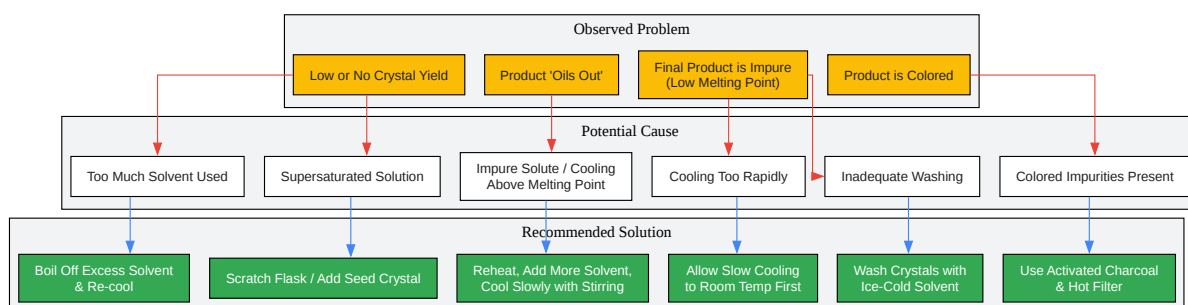 Observed Problem
Low or No Crystal Yield
Product 'Oils Out'
Final Product is Impure
(Low Melting Point)
Product is Colored
Potential Cause
Too Much Solvent Used
Supersaturated Solution
Impure Solute / Cooling
Above Melting Point
Cooling Too Rapidly
Inadequate Washing
Colored Impurities Present
Recommended Solution
Boil Off Excess Solvent
& Re-cool
Scratch Flask / Add Seed Crystal
Reheat, Add More Solvent,
Cool Slowly with Stirring
Allow Slow Cooling
to Room Temp First
Wash Crystals with
Ice-Cold Solvent
Use Activated Charcoal
& Hot Filter